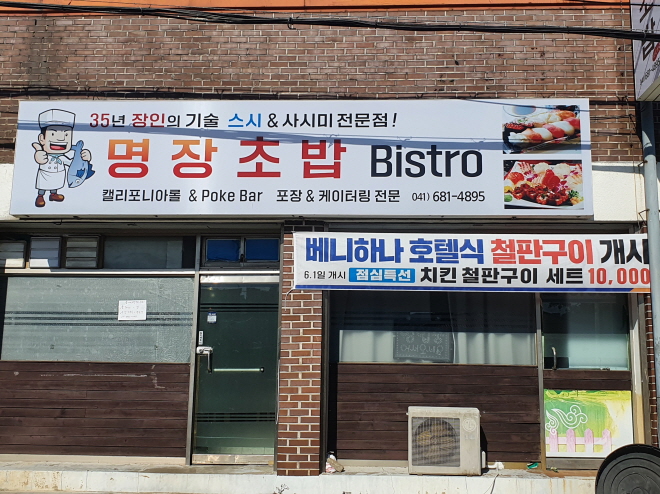 35년 장인의 기술 스시 & 사시미 전문점!
명장초밥 Bistro
캘리포니아롤 & Poke Bar 포장 & 케이터링 전문 041) 681-4895
베니하나 호텔식 철판구이 개시
6.1일 개시 점심특선 치킨 철판구이 세트 10,000